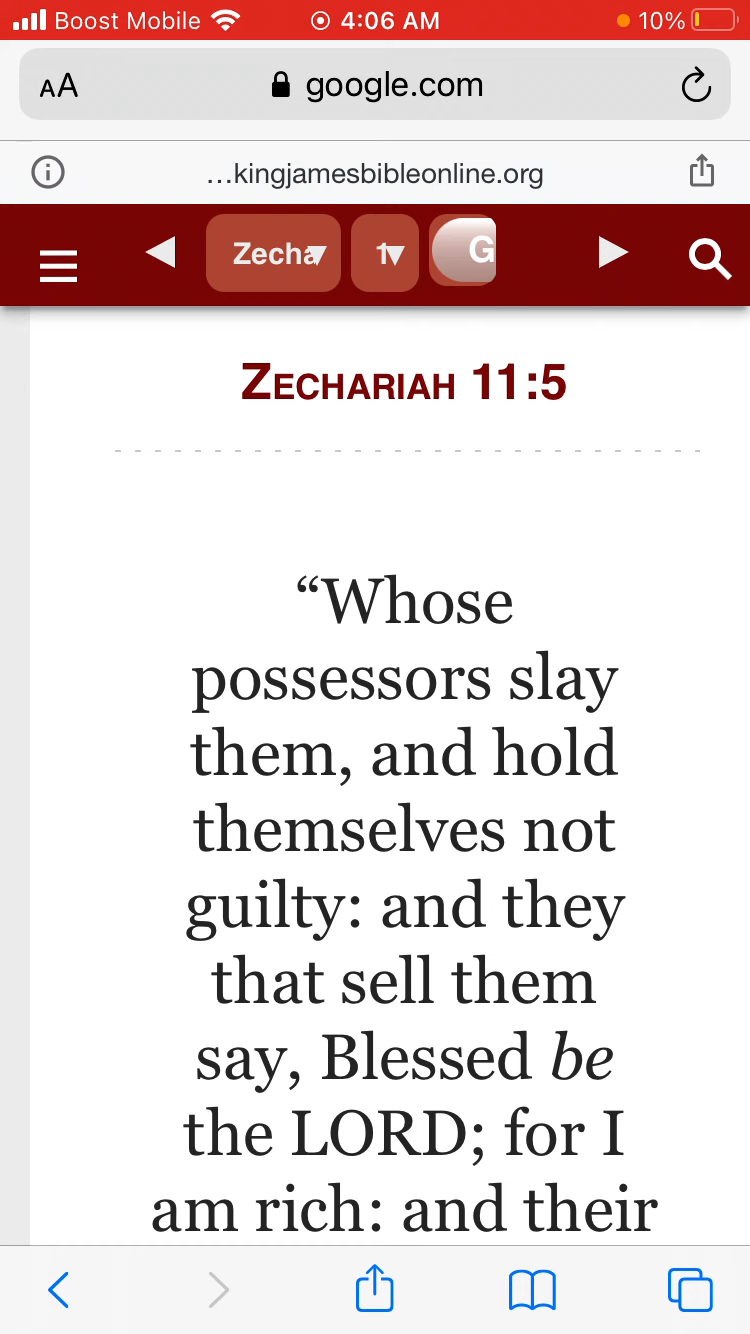 Boost Mobile 4:06 AM 10%
AA google.com
...kingjamesbibleonline.org
Zecha 1 G
ZECHARIAH 11:5
“Whose
possessors slay
them, and hold
themselves not
guilty: and they
that sell them
say, Blessed be
the LORD; for I
am rich: and their